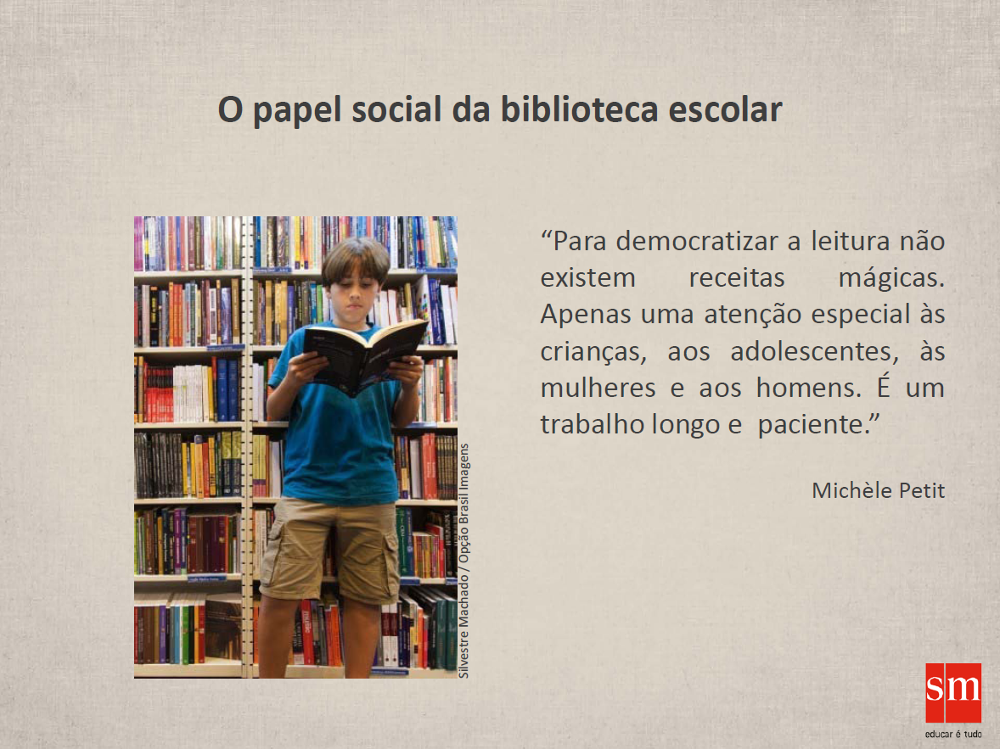 O papel social da biblioteca escolar
“Para democratizar a leitura não
existem receitas mágicas.
Apenas uma atenção especial às
crianças, aos adolescentes, às
mulheres e aos homens. É um
trabalho longo e paciente.”
Michèle Petit
Silvestre Machado / Opção Brasil Imagens
sm
educar é tudo